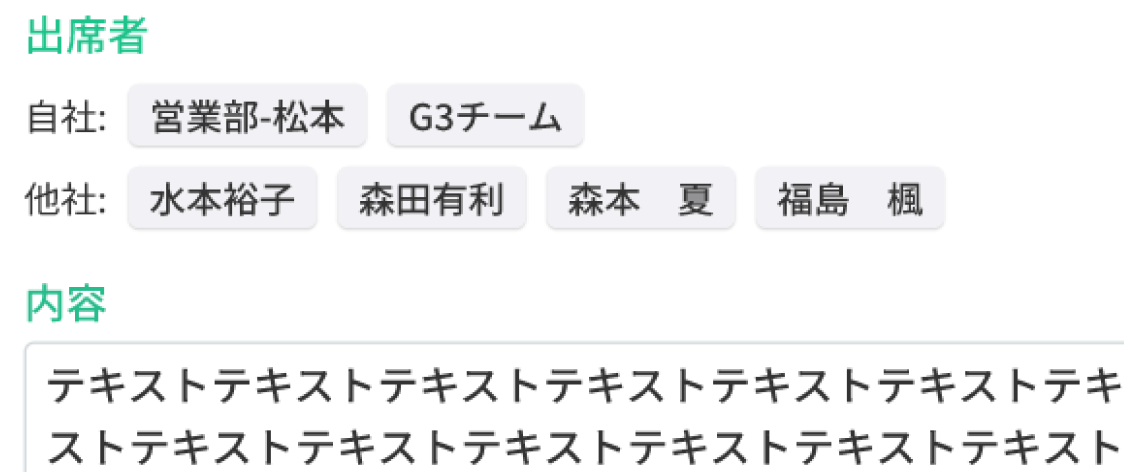 出席者
自社: 営業部-松本 G3チーム
他社: 水本裕子 森田有利 森本　夏 福島　楓
内容
テキストテキストテキストテキストテキストテキストテキ
ストテキストテキストテキストテキストテキストテキスト